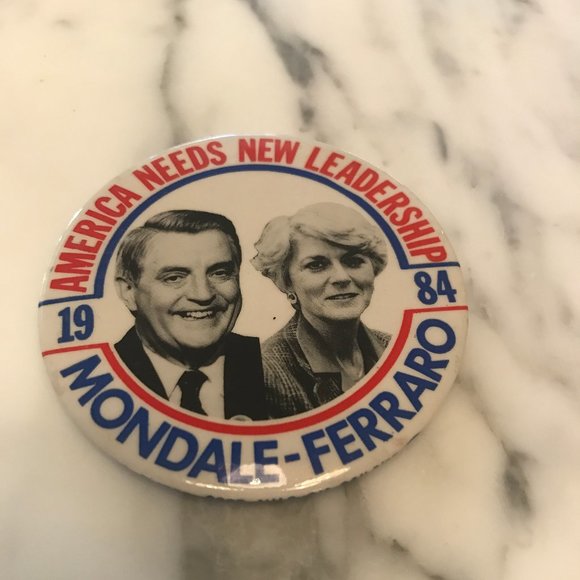 AMERICA NEEDS NEW LEADERSHIP
19 84
MONDALE-FERRARO